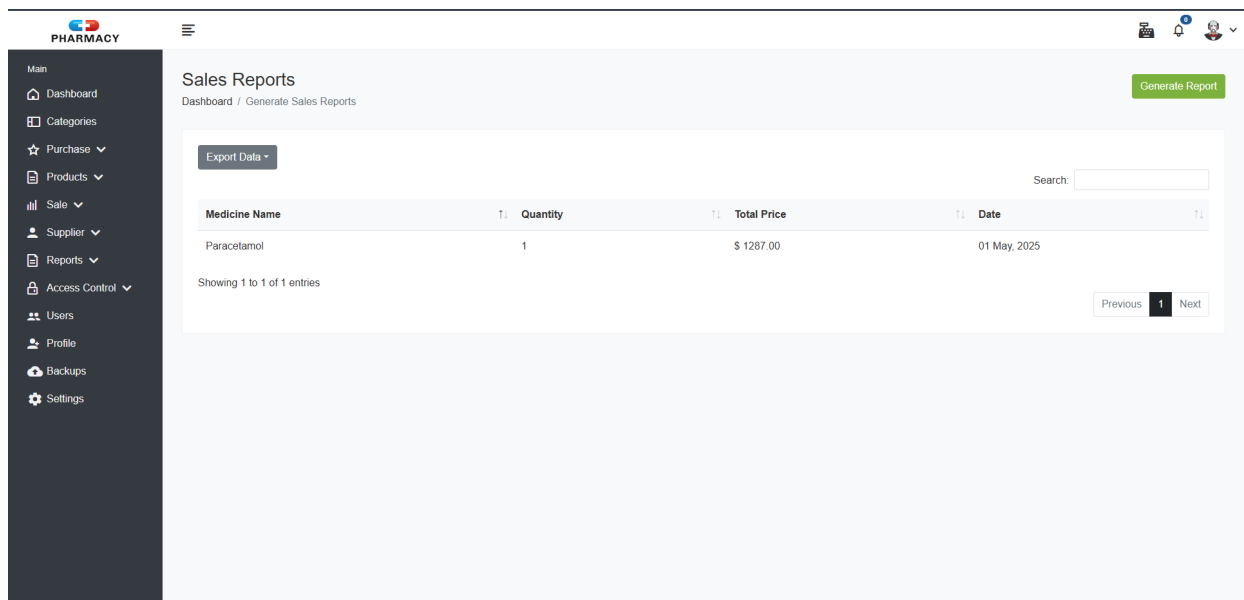 PHARMACY
0
Main
Dashboard
Categories
Purchase
Products
Sale
Supplier
Reports
Access Control
Users
Profile
Backups
Settings
Sales Reports
Dashboard / Generate Sales Reports
Generate Report
Export Data
Search:
Medicine Name Quantity Total Price Date
Paracetamol 1 $ 1287.00 01 May, 2025
Showing 1 to 1 of 1 entries
Previous 1 Next